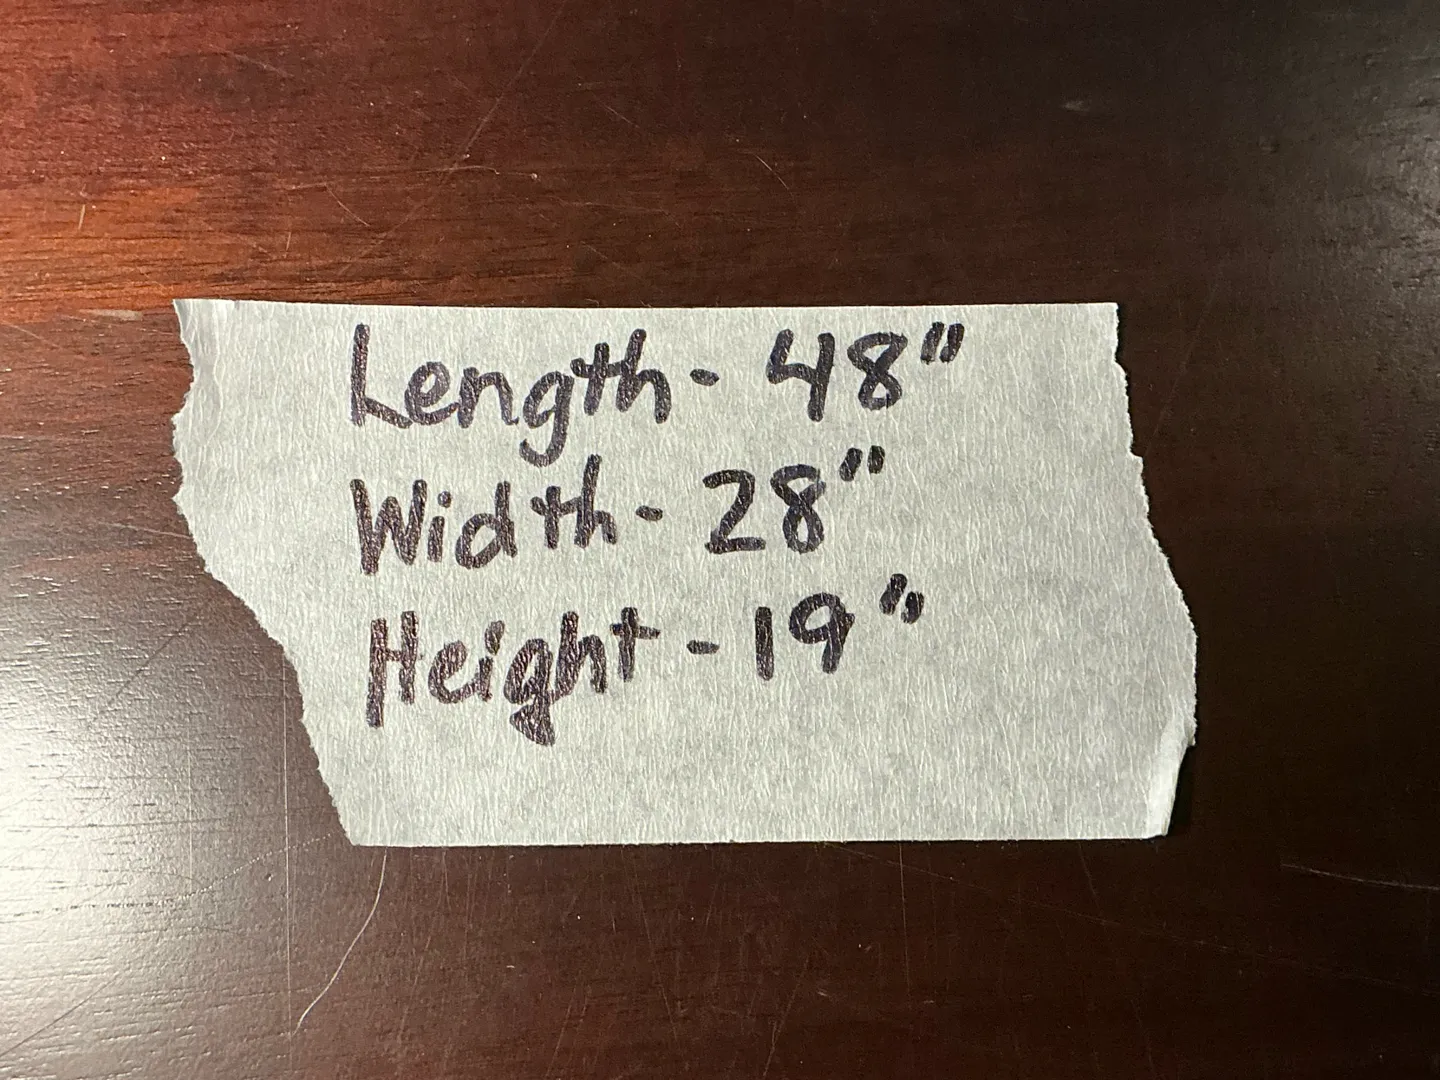 Length- 48"
Width- 28"
Height - 19"